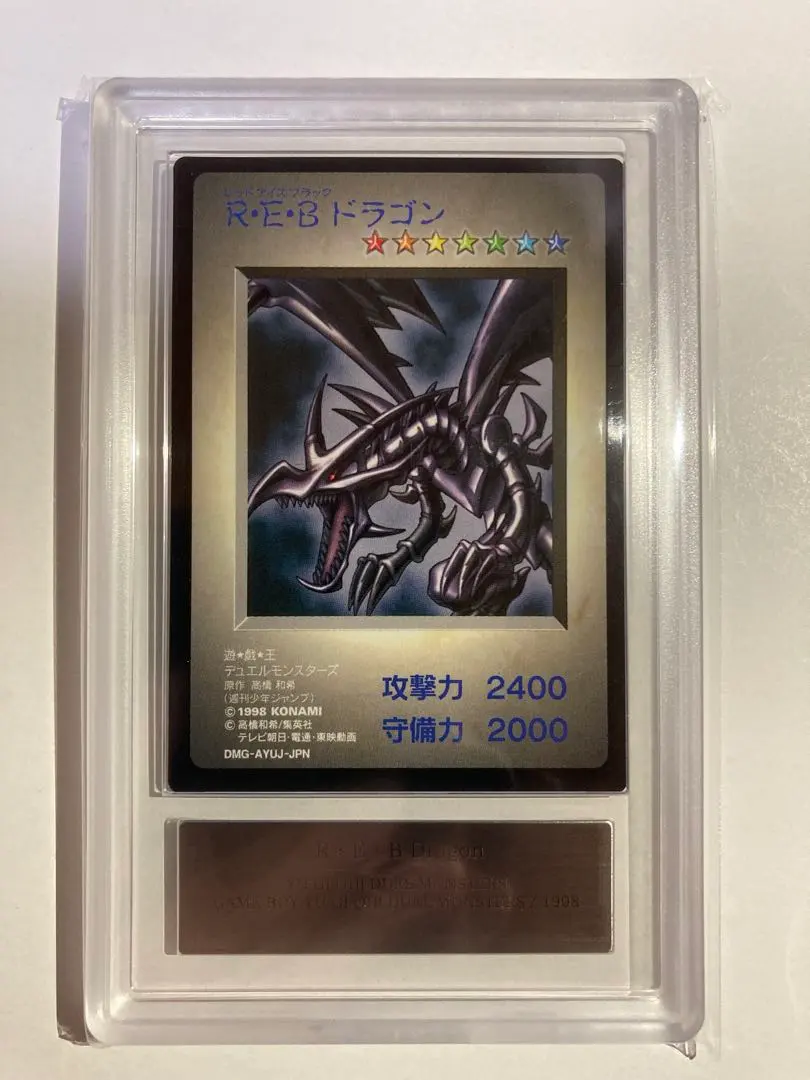 レッドアイズブラック
R・E・B ドラゴン
遊★戯★王
デュエルモンスターズ
原作 高橋 和希
(週刊少年ジャンプ)
©1998 KONAMI
© 高橋和希/集英社
テレビ朝日・電通・東映動画
DMG-AYUJ-JPN
攻撃力 2400
守備力 2000
R・E・B Dragon
1998